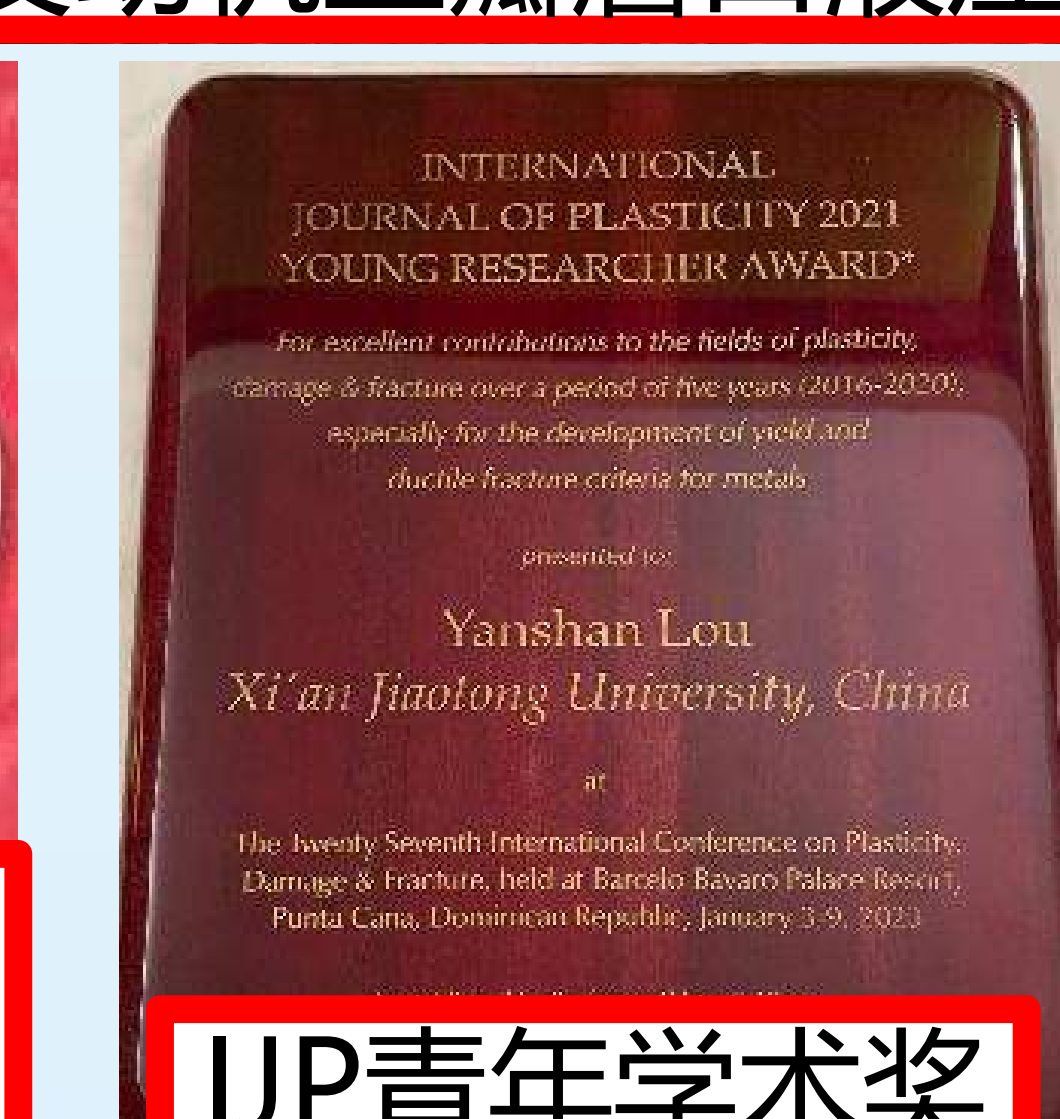 INTERNATIONAL
JOURNAL OF PLASTICITY 2021
YOUNG RESEARCHER AWARD*
For excellent contributions to the fields of plasticity,
damage & fracture over a period of five years (2016-2020),
especially for the development of yield and
ductile fracture criteria for metals
presented to:
Yanshan Lou
Xi'an Jiaotong University, China
at
The Twenty Seventh International Conference on Plasticity,
Damage & Fracture, held at Barcelo Bavaro Palace Resort,
Punta Cana, Dominican Republic, January 3-9, 2023
IJP青年学术奖